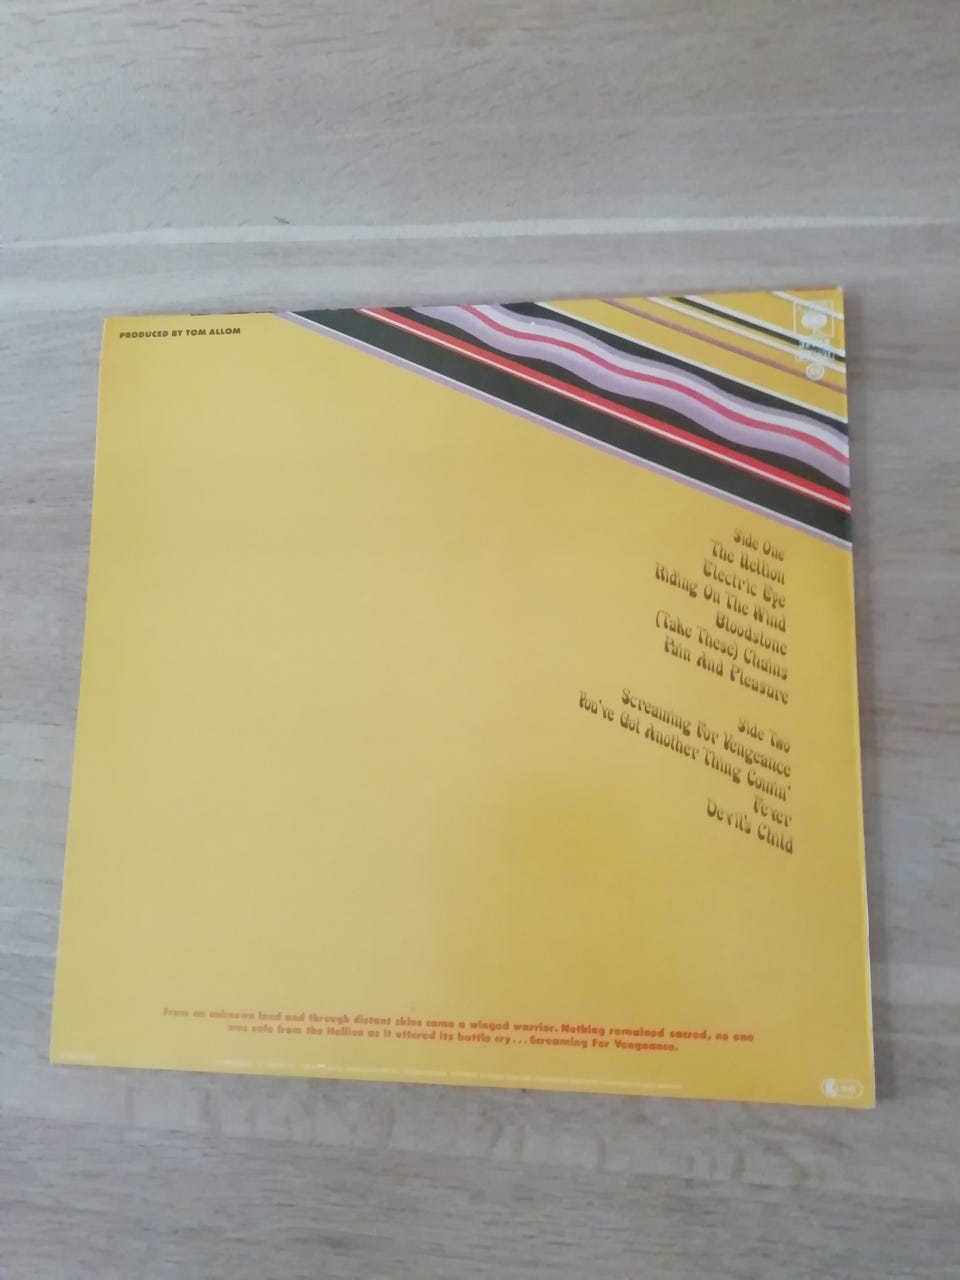 PRODUCED BY TOM ALLOM
Side One
The Hellion
Electric Eye
Riding On The Wind
Bloodstone
(Take These) Chains
Pain And Pleasure
Side Two
Screaming For Vengeance
You've Got Another Thing Comin'
Fever
Devil's Child
From an unknown land and through distant skies came a winged warrior. Nothing remained sacred, no one
was safe from the Hellion as it uttered its battle cry...Screaming For Vengeance.